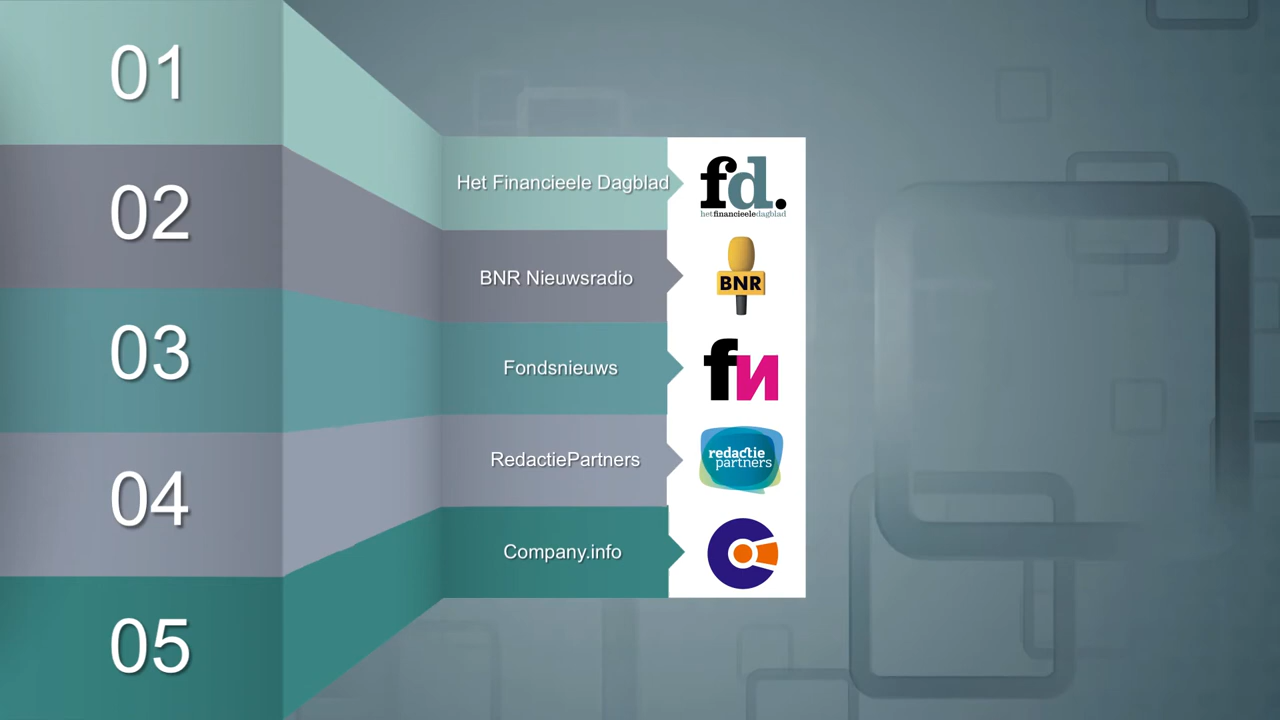 01
Het Financieele Dagblad
fd.
hetfinancieeledagblad
02
BNR Nieuwsradio
BNR
03
Fondsnieuws
fn
04
RedactiePartners
redactie
partners
05
Company.info